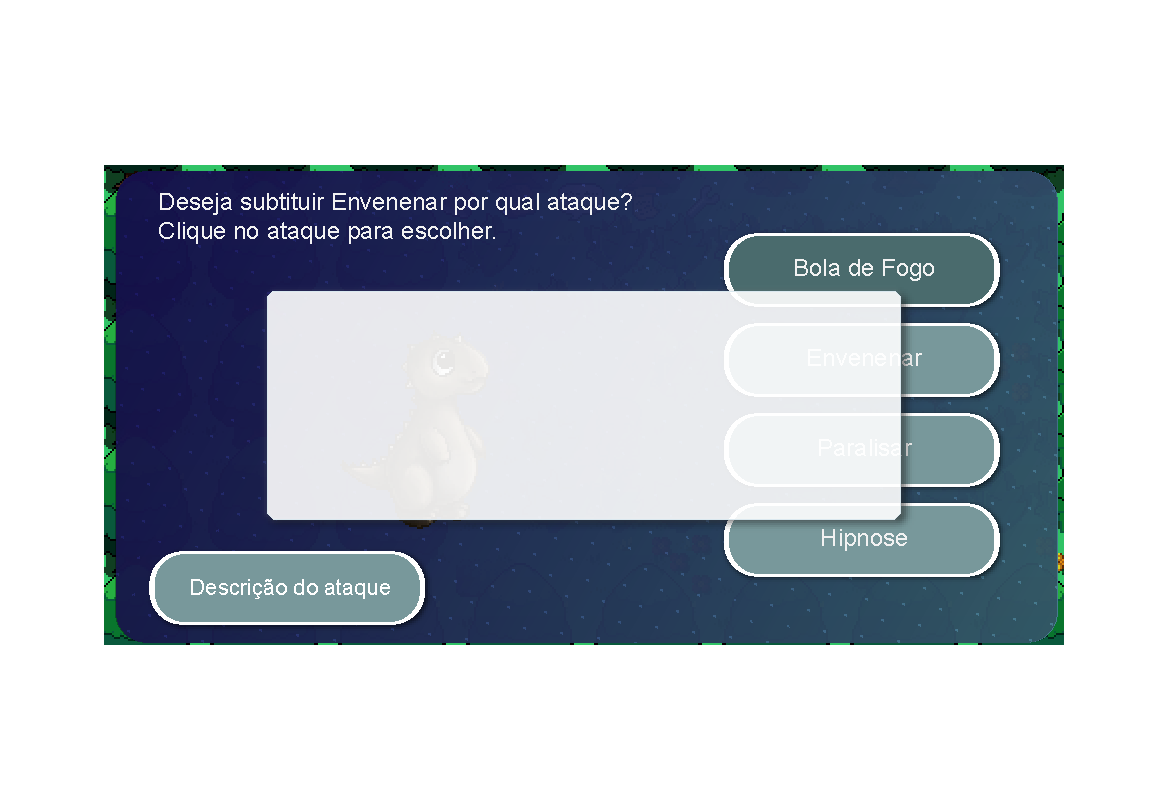 Deseja subtituir Envenenar por qual ataque?
Clique no ataque para escolher.
Bola de Fogo
Envenenar
Paralisar
Hipnose
Descrição do ataque